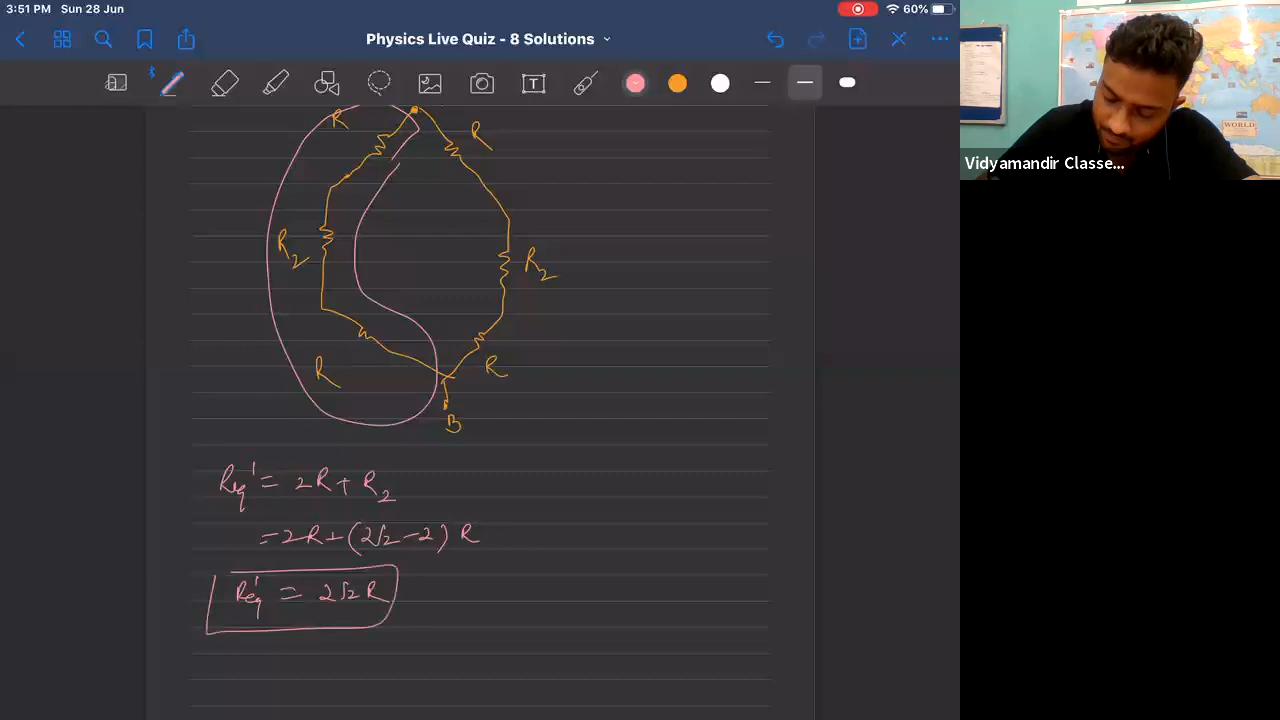 3:51 PM Sun 28 Jun
60%
Physics Live Quiz - 8 Solutions
Vidyamandir Classe...
WORLD
R
R
R2
R2
R
R
B
Req' = 2R + R2
= 2R + (2√2 - 2) R
Req' = 2√2 R